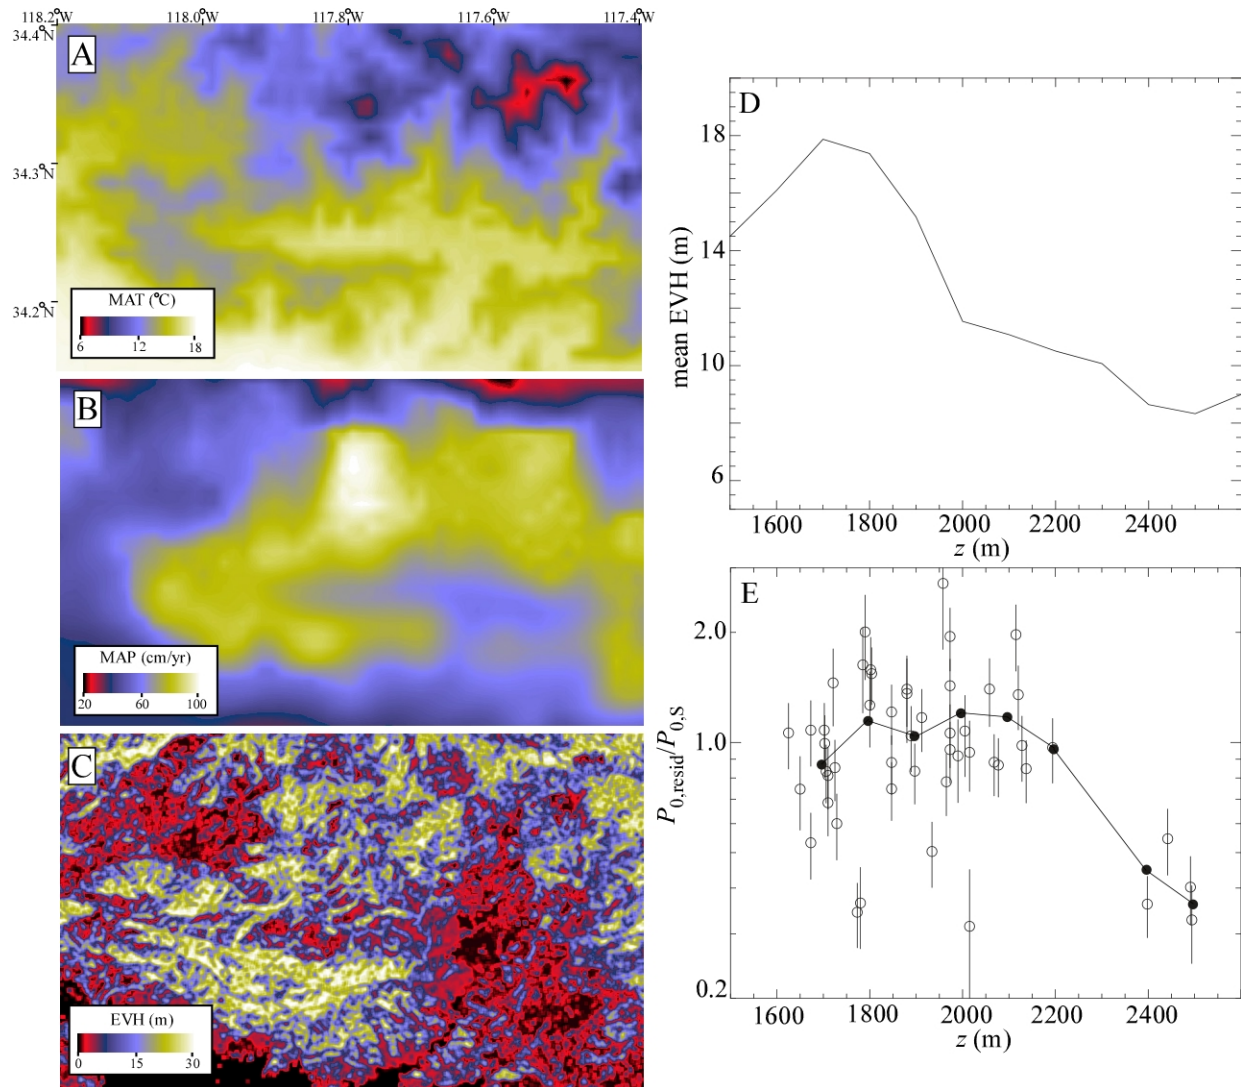 118.2°W 118.0°W 117.8°W 117.6°W 117.4°W
34.4°N
A
34.3°N
34.2°N
MAT (°C)
6 12 18
B
MAP (cm/yr)
20 60 100
C
EVH (m)
0 15 30
D
18
14
10
6
mean EVH (m)
1600 1800 2000 2200 2400
z (m)
E
2.0
1.0
0.2
P0,resid/P0,S
1600 1800 2000 2200 2400
z (m)